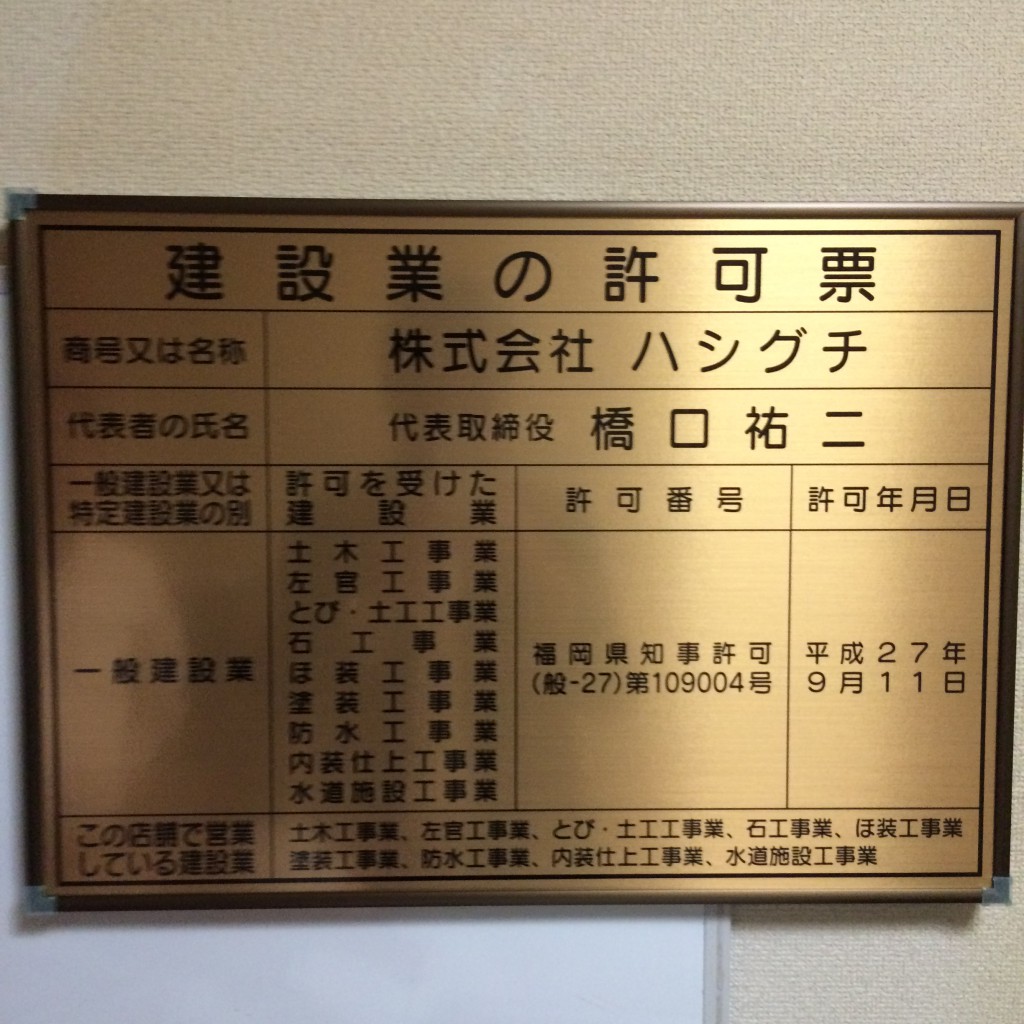 建設業の許可票
商号又は名称 株式会社 ハシグチ
代表者の氏名 代表取締役 橋口祐二
一般建設業又は
特定建設業の別
許可を受けた
建設業
許可番号
許可年月日
一般建設業
土木工事業
左官工事業
とび・土工工事業
石工事業
ほ装工事業
塗装工事業
防水工事業
内装仕上工事業
水道施設工事業
福岡県知事許可
(般-27)第109004号
平成27年
9月11日
この店舗で営業
している建設業
土木工事業、左官工事業、とび・土工工事業、石工事業、ほ装工事業
塗装工事業、防水工事業、内装仕上工事業、水道施設工事業